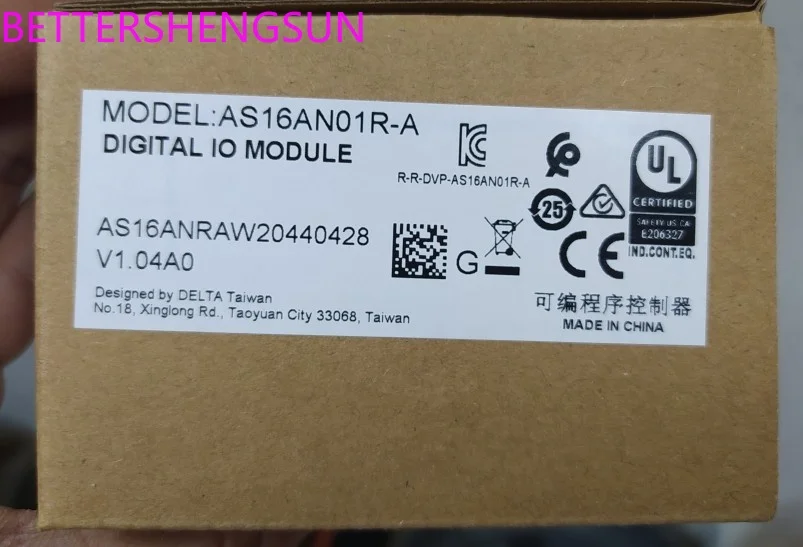 BETTERSHENGSUN
MODEL:AS16AN01R-A
DIGITAL IO MODULE
R-R-DVP-AS16AN01R-A
25
UL
CERTIFIED
SAFETY US CA
E206327
IND.CONT.EQ.
AS16ANRAW20440428
V1.04A0
G
CE
Designed by DELTA Taiwan
No.18, Xinglong Rd., Taoyuan City 33068, Taiwan
可编程序控制器
MADE IN CHINA